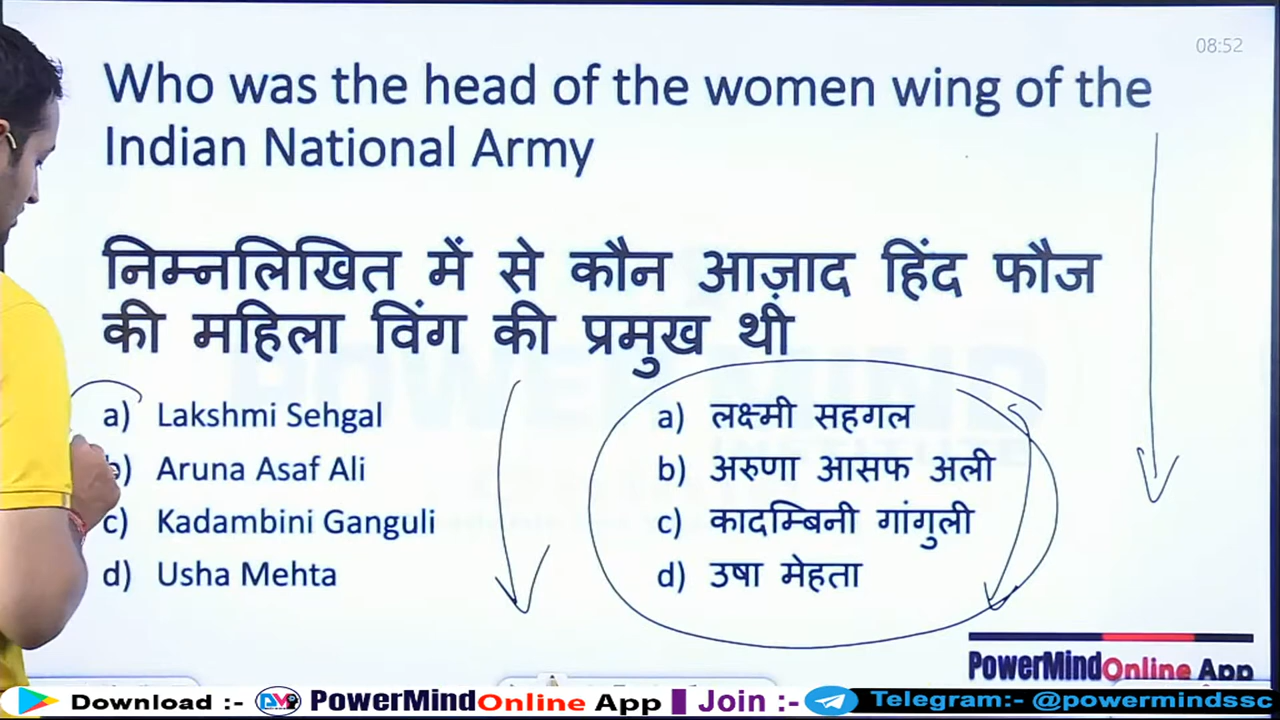 08:52
Who was the head of the women wing of the
Indian National Army
निम्नलिखित में से कौन आज़ाद हिंद फौज
की महिला विंग की प्रमुख थी
a) Lakshmi Sehgal
b) Aruna Asaf Ali
c) Kadambini Ganguli
d) Usha Mehta
a) लक्ष्मी सहगल
b) अरुणा आसफ अली
c) कादम्बिनी गांगुली
d) उषा मेहता
PowerMindOnline App
Download :- PowerMindOnline App Join :- Telegram:- @powermindssc